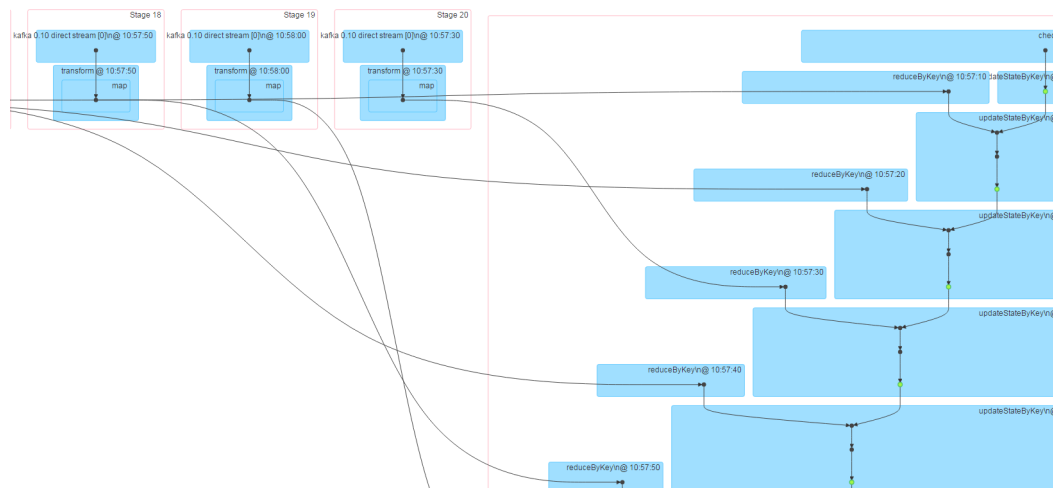 Stage 18
kafka 0.10 direct stream [0]\n@ 10:57:50
transform @ 10:57:50
map
Stage 19
kafka 0.10 direct stream [0]\n@ 10:58:00
transform @ 10:58:00
map
Stage 20
kafka 0.10 direct stream [0]\n@ 10:57:30
transform @ 10:57:30
map
reduceByKey\n@ 10:57:10
updateStateByKey\n@
reduceByKey\n@ 10:57:20
updateStateByKey\n@
reduceByKey\n@ 10:57:30
updateStateByKey\n@
reduceByKey\n@ 10:57:40
updateStateByKey\n@
reduceByKey\n@ 10:57:50